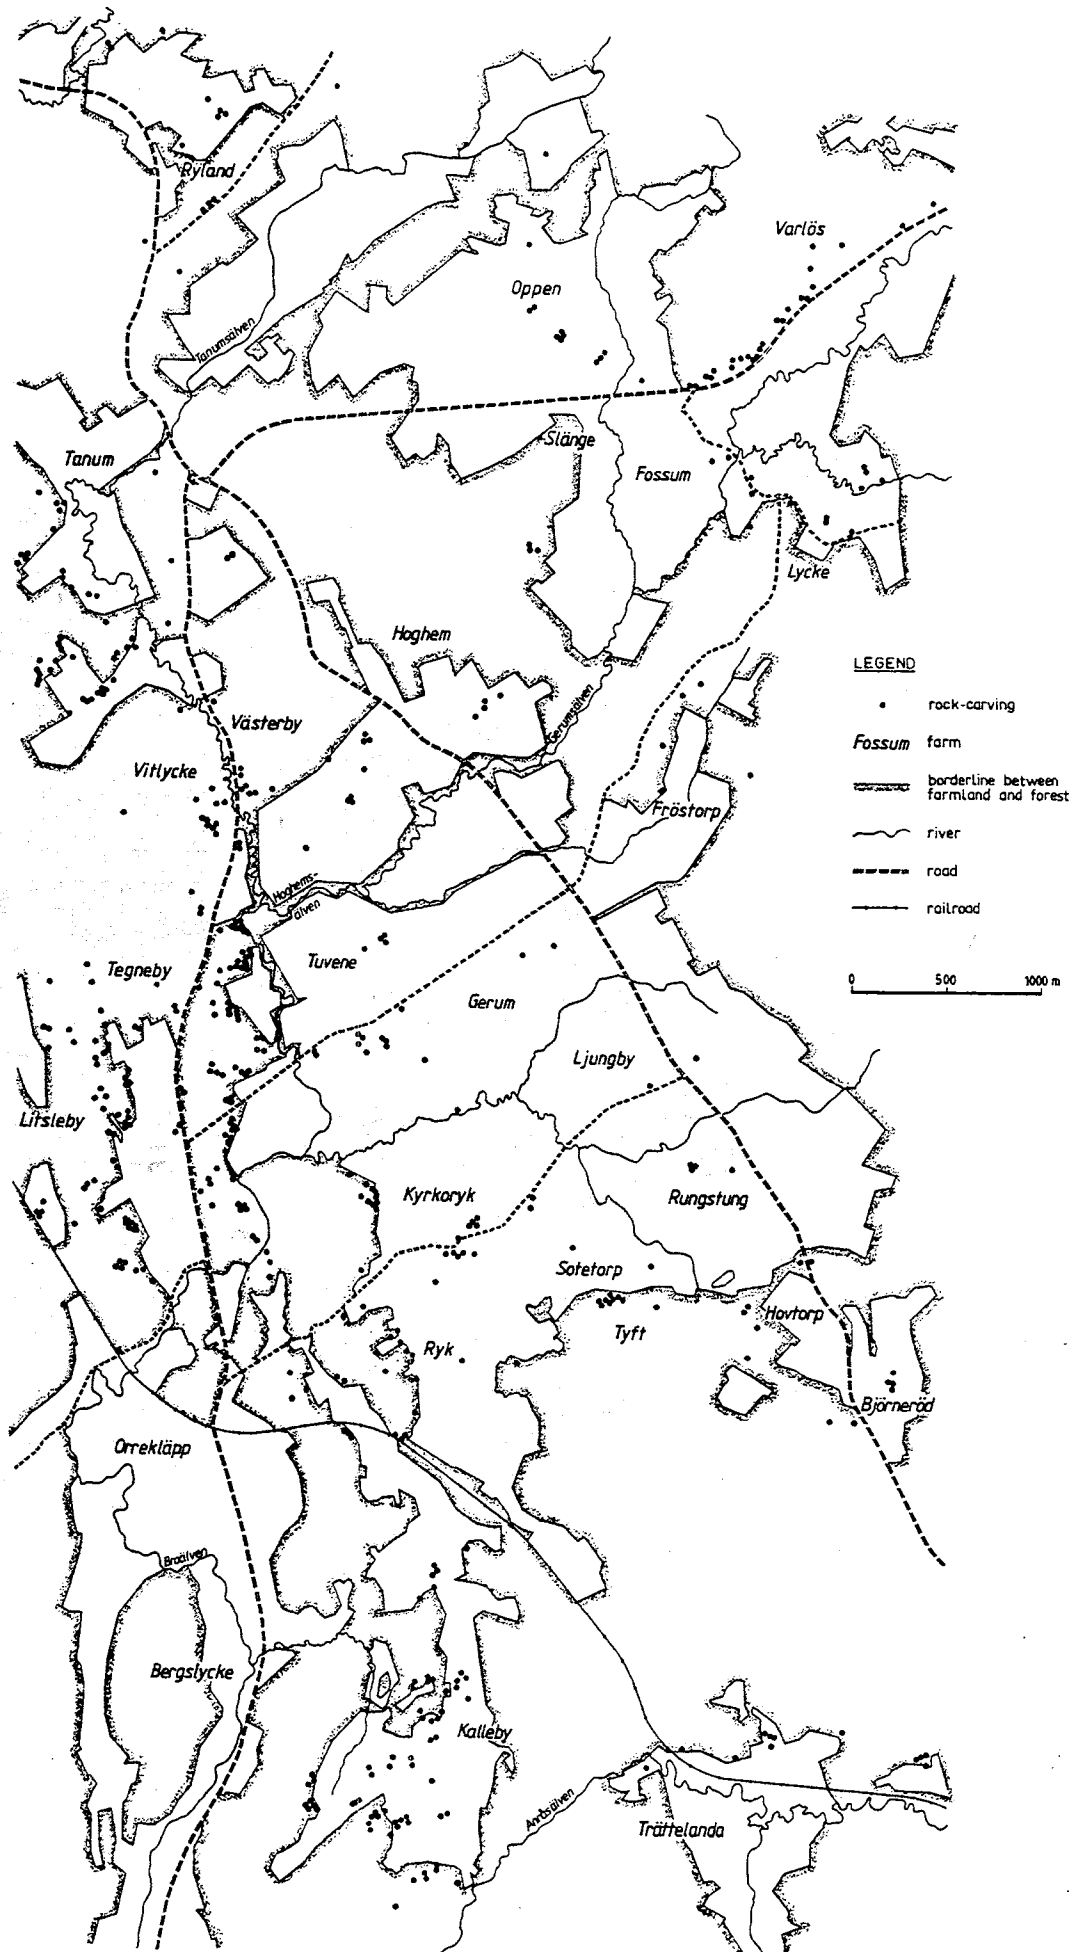 Ryland
Varlös
Oppen
Tanumsälven
Slänge
Tanum
Fossum
Lycke
Hoghem
LEGEND
rock-carving
Fossum farm
borderline between
farmland and forest
river
road
railroad
0 500 1000 m
Gerumsälven
Västerby
Vitlycke
Fröstorp
Hoghems-
älven
Tuvene
Tegneby
Gerum
Ljungby
Litsleby
Kyrkoryk
Rungstung
Sotetorp
Hovtorp
Tyft
Ryk
Björneröd
Orrekläpp
Braälven
Bergslycke
Kalleby
Anråsälven
Trättelanda